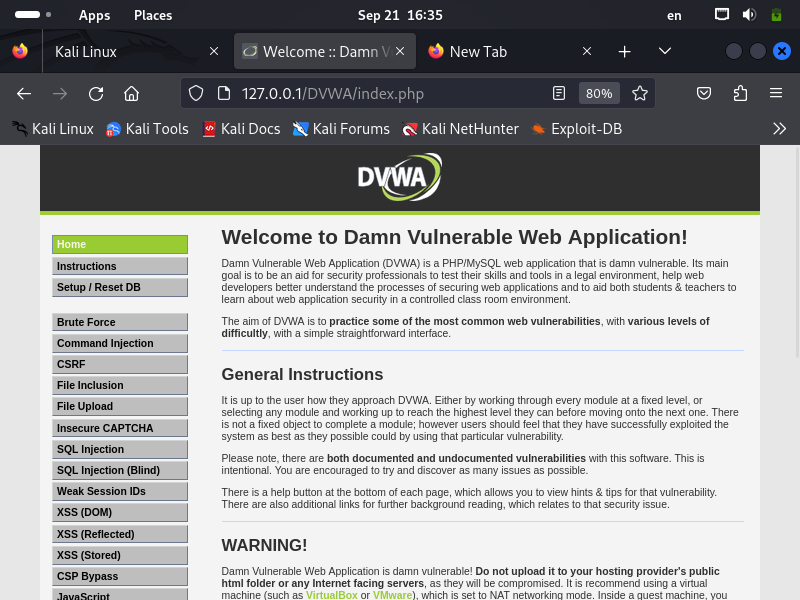 Apps Places Sep 21 16:35 en
Kali Linux Welcome :: Damn V New Tab
127.0.0.1/DVWA/index.php 80%
Kali Linux Kali Tools Kali Docs Kali Forums Kali NetHunter Exploit-DB
DVWA
Home
Instructions
Setup / Reset DB
Brute Force
Command Injection
CSRF
File Inclusion
File Upload
Insecure CAPTCHA
SQL Injection
SQL Injection (Blind)
Weak Session IDs
XSS (DOM)
XSS (Reflected)
XSS (Stored)
CSP Bypass
JavaScript
Welcome to Damn Vulnerable Web Application!
Damn Vulnerable Web Application (DVWA) is a PHP/MySQL web application that is damn vulnerable. Its main
goal is to be an aid for security professionals to test their skills and tools in a legal environment, help web
developers better understand the processes of securing web applications and to aid both students & teachers to
learn about web application security in a controlled class room environment.
The aim of DVWA is to practice some of the most common web vulnerabilities, with various levels of
difficultly, with a simple straightforward interface.
General Instructions
It is up to the user how they approach DVWA. Either by working through every module at a fixed level, or
selecting any module and working up to reach the highest level they can before moving onto the next one. There
is not a fixed object to complete a module; however users should feel that they have successfully exploited the
system as best as they possible could by using that particular vulnerability.
Please note, there are both documented and undocumented vulnerabilities with this software. This is
intentional. You are encouraged to try and discover as many issues as possible.
There is a help button at the bottom of each page, which allows you to view hints & tips for that vulnerability.
There are also additional links for further background reading, which relates to that security issue.
WARNING!
Damn Vulnerable Web Application is damn vulnerable! Do not upload it to your hosting provider's public
html folder or any Internet facing servers, as they will be compromised. It is recommend using a virtual
machine (such as VirtualBox or VMware), which is set to NAT networking mode. Inside a guest machine, you